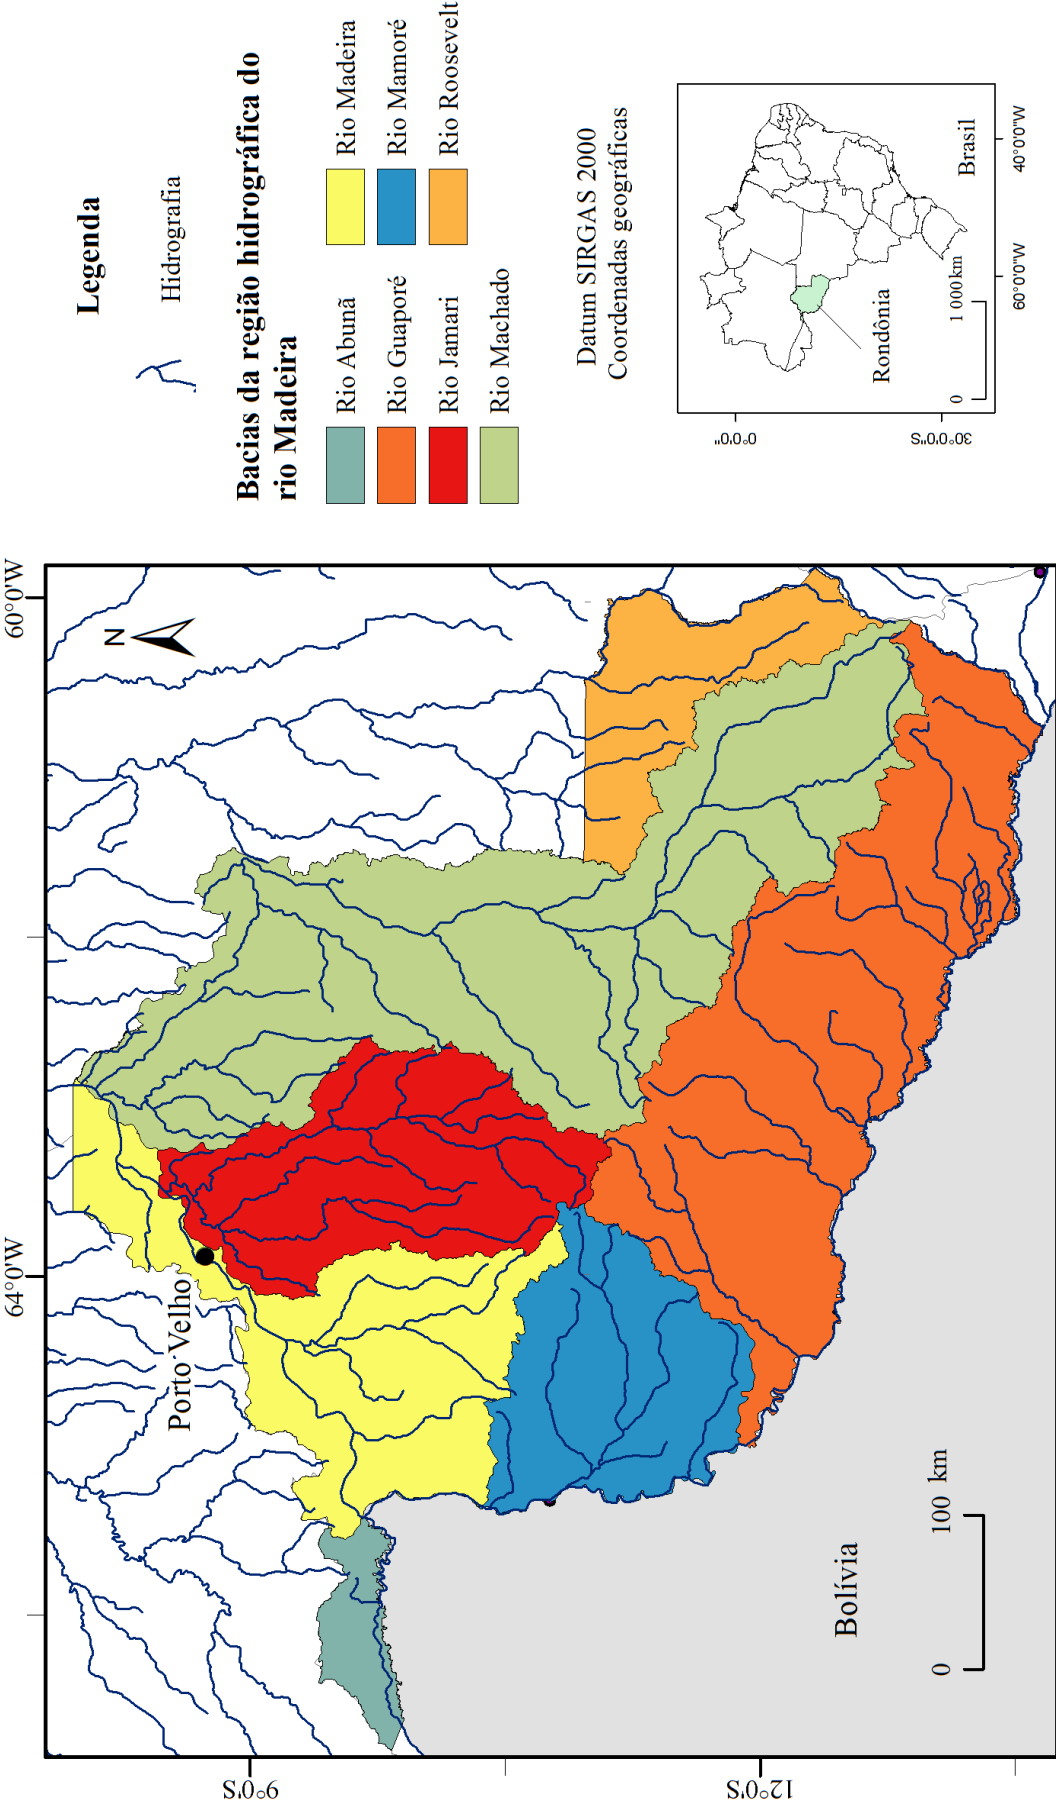 64°0'W
60°0'W
9°0'S
12°0'S
N
Porto Velho
Bolívia
0 100 km
Legenda
Hidrografia
Bacias da região hidrográfica do
rio Madeira
Rio Abunã
Rio Guaporé
Rio Jamari
Rio Machado
Rio Madeira
Rio Mamoré
Rio Roosevelt
Datum SIRGAS 2000
Coordenadas geográficas
0°0'0"
30°0'0"S
Rondônia
Brasil
0 1 000 km
60°0'0"W
40°0'0"W